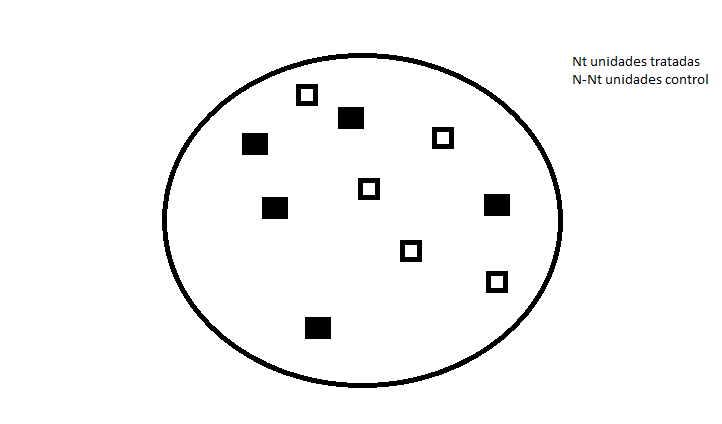 Nt unidades tratadas
N-Nt unidades control